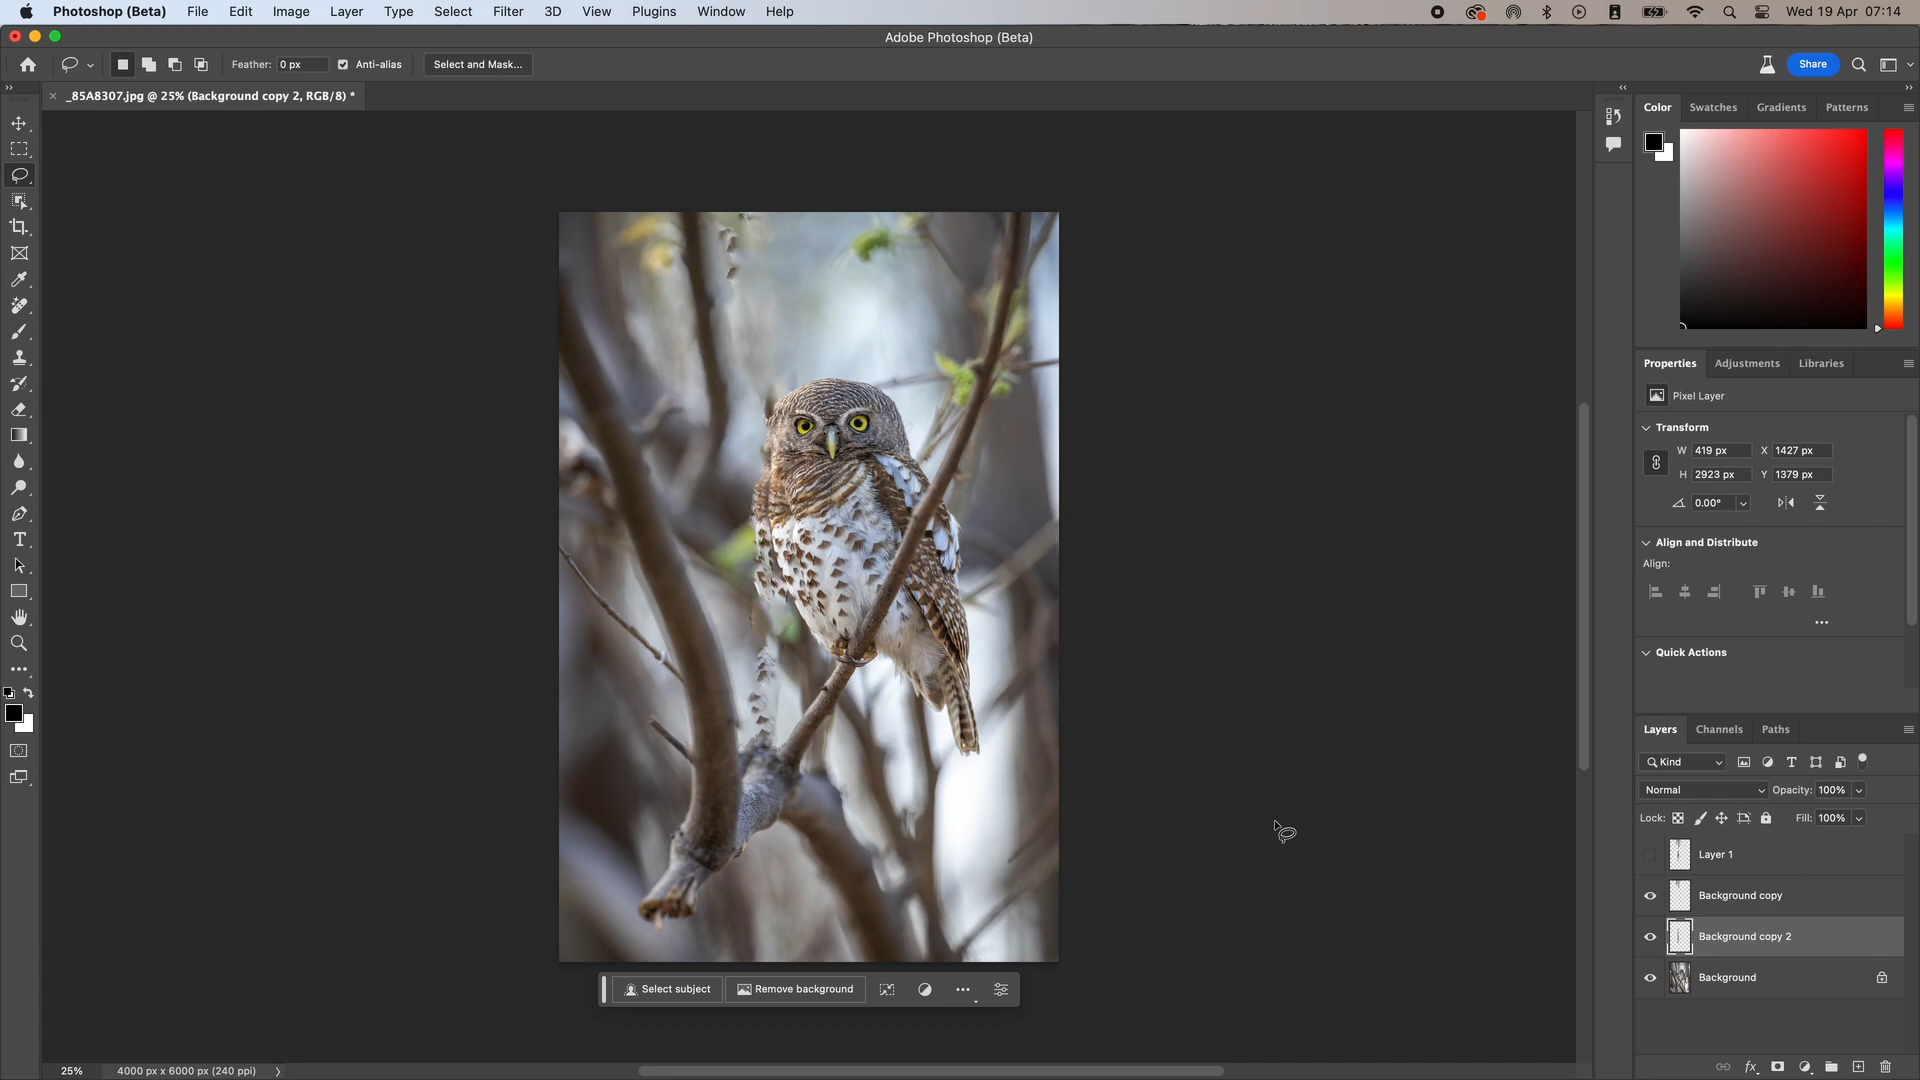 Photoshop (Beta) File Edit Image Layer Type Select Filter 3D View Plugins Window Help Wed 19 Apr 07:14
Adobe Photoshop (Beta)
Feather: 0 px Anti-alias Select and Mask... Share
_85A8307.jpg @ 25% (Background copy 2, RGB/8) *
Color Swatches Gradients Patterns
Properties Adjustments Libraries
Pixel Layer
Transform
W 419 px X 1427 px
H 2923 px Y 1379 px
0.00°
Align and Distribute
Align:
Quick Actions
Layers Channels Paths
Kind
Normal Opacity: 100%
Lock: Fill: 100%
Layer 1
Background copy
Background copy 2
Background
Select subject Remove background
25% 4000 px x 6000 px (240 ppi)
fx